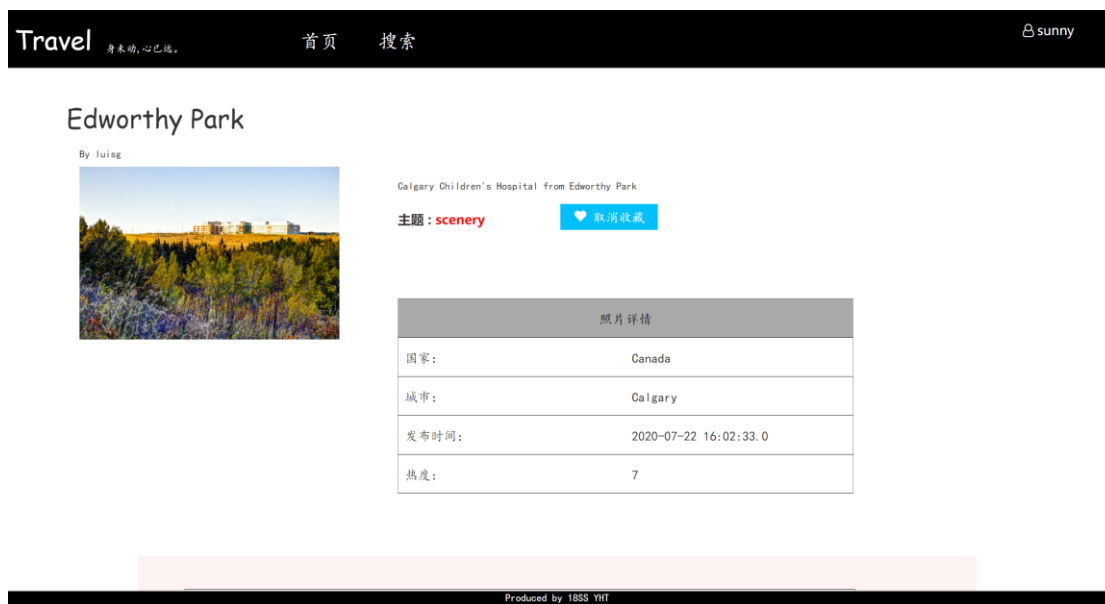 Travel 身未动,心已远。 首页 搜索 sunny
Edworthy Park
By luisg
Calgary Children's Hospital from Edworthy Park
主题：scenery ♥ 取消收藏
照片详情
国家: Canada
城市: Calgary
发布时间: 2020-07-22 16:02:33.0
热度: 7
Produced by 18SS YHT